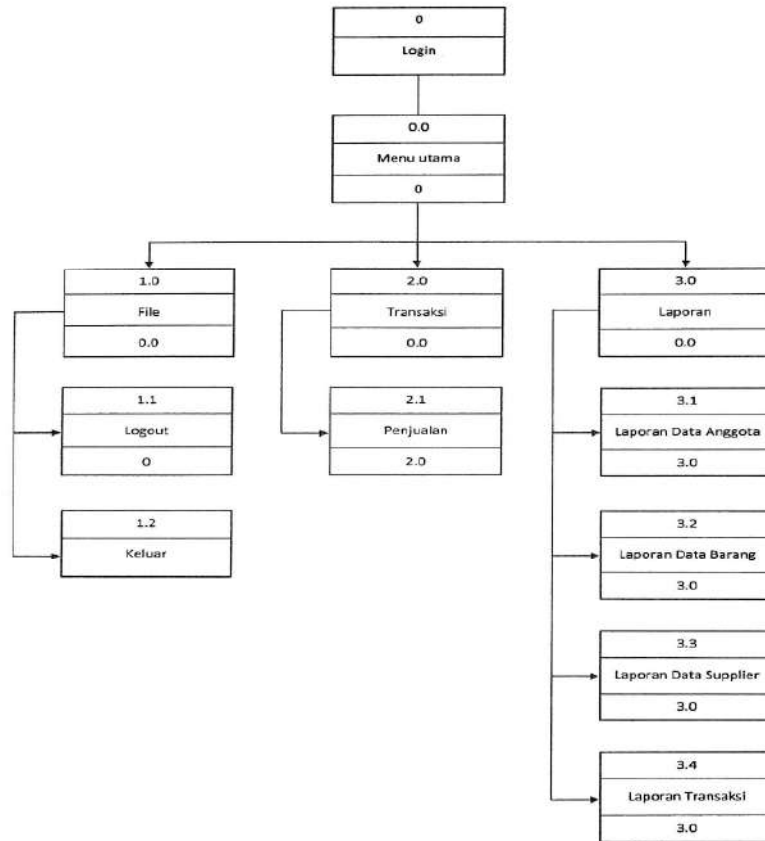 0
Login
0.0
Menu utama
0
1.0
File
0.0
1.1
Logout
0
1.2
Keluar
2.0
Transaksi
0.0
2.1
Penjualan
2.0
3.0
Laporan
0.0
3.1
Laporan Data Anggota
3.0
3.2
Laporan Data Barang
3.0
3.3
Laporan Data Supplier
3.0
3.4
Laporan Transaksi
3.0